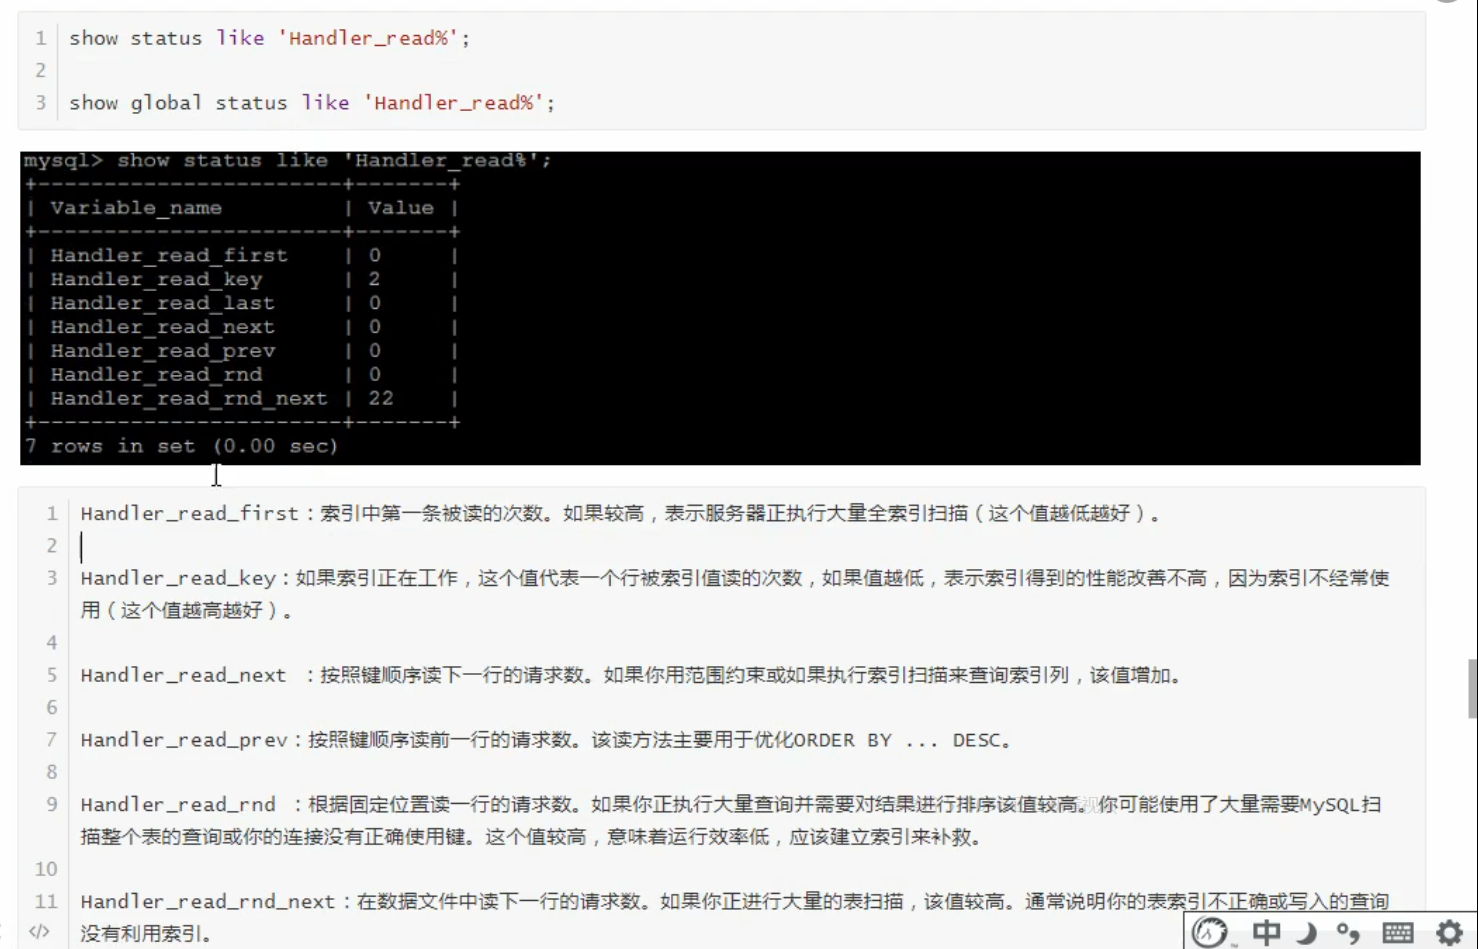 1 show status like 'Handler_read%';
2
3 show global status like 'Handler_read%';
mysql> show status like 'Handler_read%';
+-----------------------+-------+
| Variable_name         | Value |
+-----------------------+-------+
| Handler_read_first    | 0     |
| Handler_read_key      | 2     |
| Handler_read_last     | 0     |
| Handler_read_next     | 0     |
| Handler_read_prev     | 0     |
| Handler_read_rnd      | 0     |
| Handler_read_rnd_next | 22    |
+-----------------------+-------+
7 rows in set (0.00 sec)
1 Handler_read_first：索引中第一条被读的次数。如果较高，表示服务器正执行大量全索引扫描（这个值越低越好）。
2
3 Handler_read_key：如果索引正在工作，这个值代表一个行被索引值读的次数，如果值越低，表示索引得到的性能改善不高，因为索引不经常使
用（这个值越高越好）。
4
5 Handler_read_next ：按照键顺序读下一行的请求数。如果你用范围约束或如果执行索引扫描来查询索引列，该值增加。
6
7 Handler_read_prev：按照键顺序读前一行的请求数。该读方法主要用于优化ORDER BY ... DESC。
8
9 Handler_read_rnd ：根据固定位置读一行的请求数。如果你正执行大量查询并需要对结果进行排序该值较高。你可能使用了大量需要MySQL扫
描整个表的查询或你的连接没有正确使用键。这个值较高，意味着运行效率低，应该建立索引来补救。
10
11 Handler_read_rnd_next：在数据文件中读下一行的请求数。如果你正进行大量的表扫描，该值较高。通常说明你的表索引不正确或写入的查询
</> 没有利用索引。
中